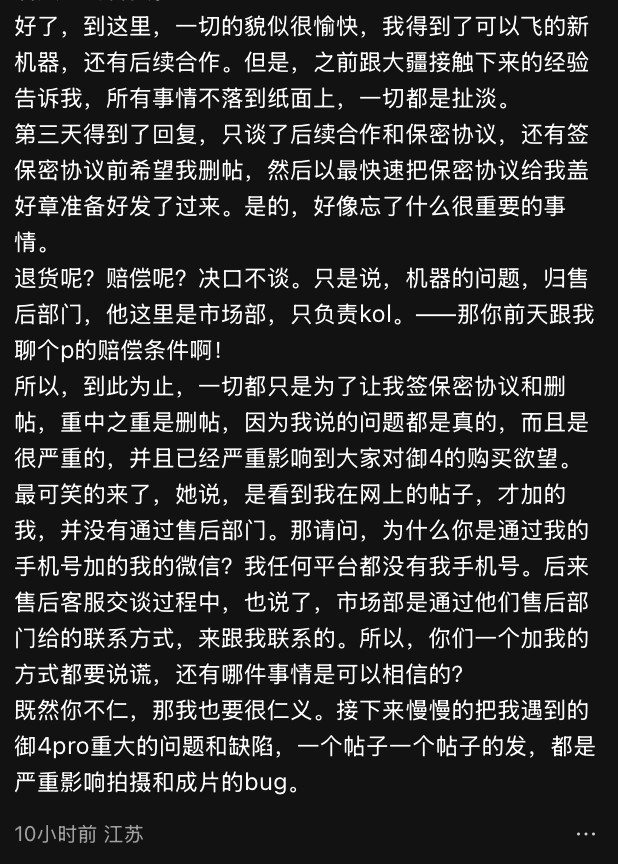 好了，到这里，一切的貌似很愉快，我得到了可以飞的新
机器，还有后续合作。但是，之前跟大疆接触下来的经验
告诉我，所有事情不落到纸面上，一切都是扯淡。
第三天得到了回复，只谈了后续合作和保密协议，还有签
保密协议前希望我删帖，然后以最快速把保密协议给我盖
好章准备好发了过来。是的，好像忘了什么很重要的事
情。
退货呢？赔偿呢？决口不谈。只是说，机器的问题，归售
后部门，他这里是市场部，只负责kol。——那你前天跟我
聊个p的赔偿条件啊！
所以，到此为止，一切都只是为了让我签保密协议和删
帖，重中之重是删帖，因为我说的问题都是真的，而且是
很严重的，并且已经严重影响到大家对御4的购买欲望。
最可笑的来了，她说，是看到我在网上的帖子，才加的
我，并没有通过售后部门。那请问，为什么你是通过我的
手机号加的我的微信？我任何平台都没有我手机号。后来
售后客服交谈过程中，也说了，市场部是通过他们售后部
门给的联系方式，来跟我联系的。所以，你们一个加我的
方式都要说谎，还有哪件事情是可以相信的？
既然你不仁，那我也要很仁义。接下来慢慢的把我遇到的
御4pro重大的问题和缺陷，一个帖子一个帖子的发，都是
严重影响拍摄和成片的bug。
10小时前 江苏